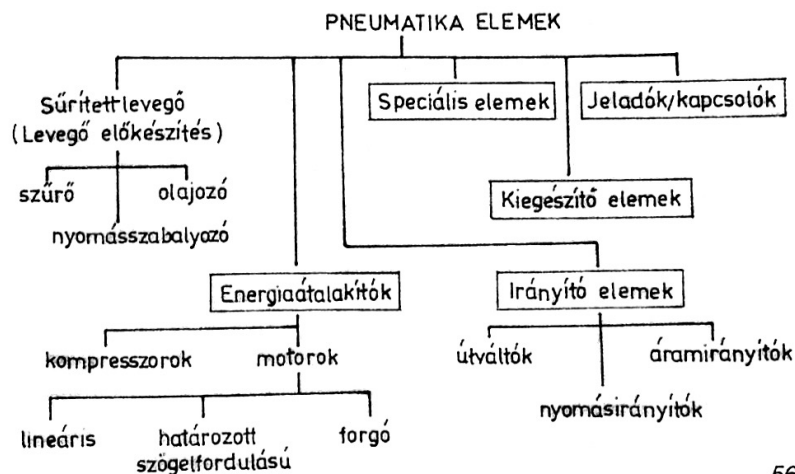 PNEUMATIKA ELEMEK
Sűrített levegő
(Levegő előkészítés)
szűrő
olajozó
nyomásszabályozó
Speciális elemek
Jeladók/kapcsolók
Kiegészítő elemek
Energiaátalakítók
kompresszorok
motorok
lineáris
határozott
szögelfordulású
forgó
Irányító elemek
útváltók
áramirányítók
nyomásirányítók
56